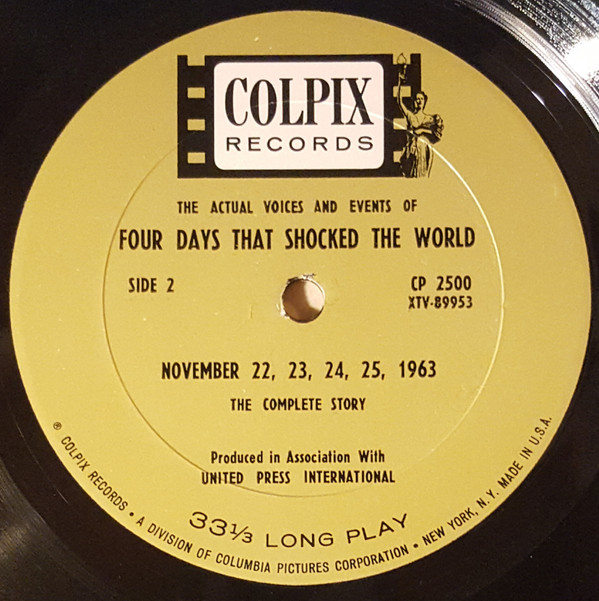 COLPIX
RECORDS
THE ACTUAL VOICES AND EVENTS OF
FOUR DAYS THAT SHOCKED THE WORLD
SIDE 2
CP 2500
XTV-89953
NOVEMBER 22, 23, 24, 25, 1963
THE COMPLETE STORY
Produced in Association With
UNITED PRESS INTERNATIONAL
33⅓ LONG PLAY
® COLPIX RECORDS • A DIVISION OF COLUMBIA PICTURES CORPORATION • NEW YORK, N.Y. MADE IN U.S.A.